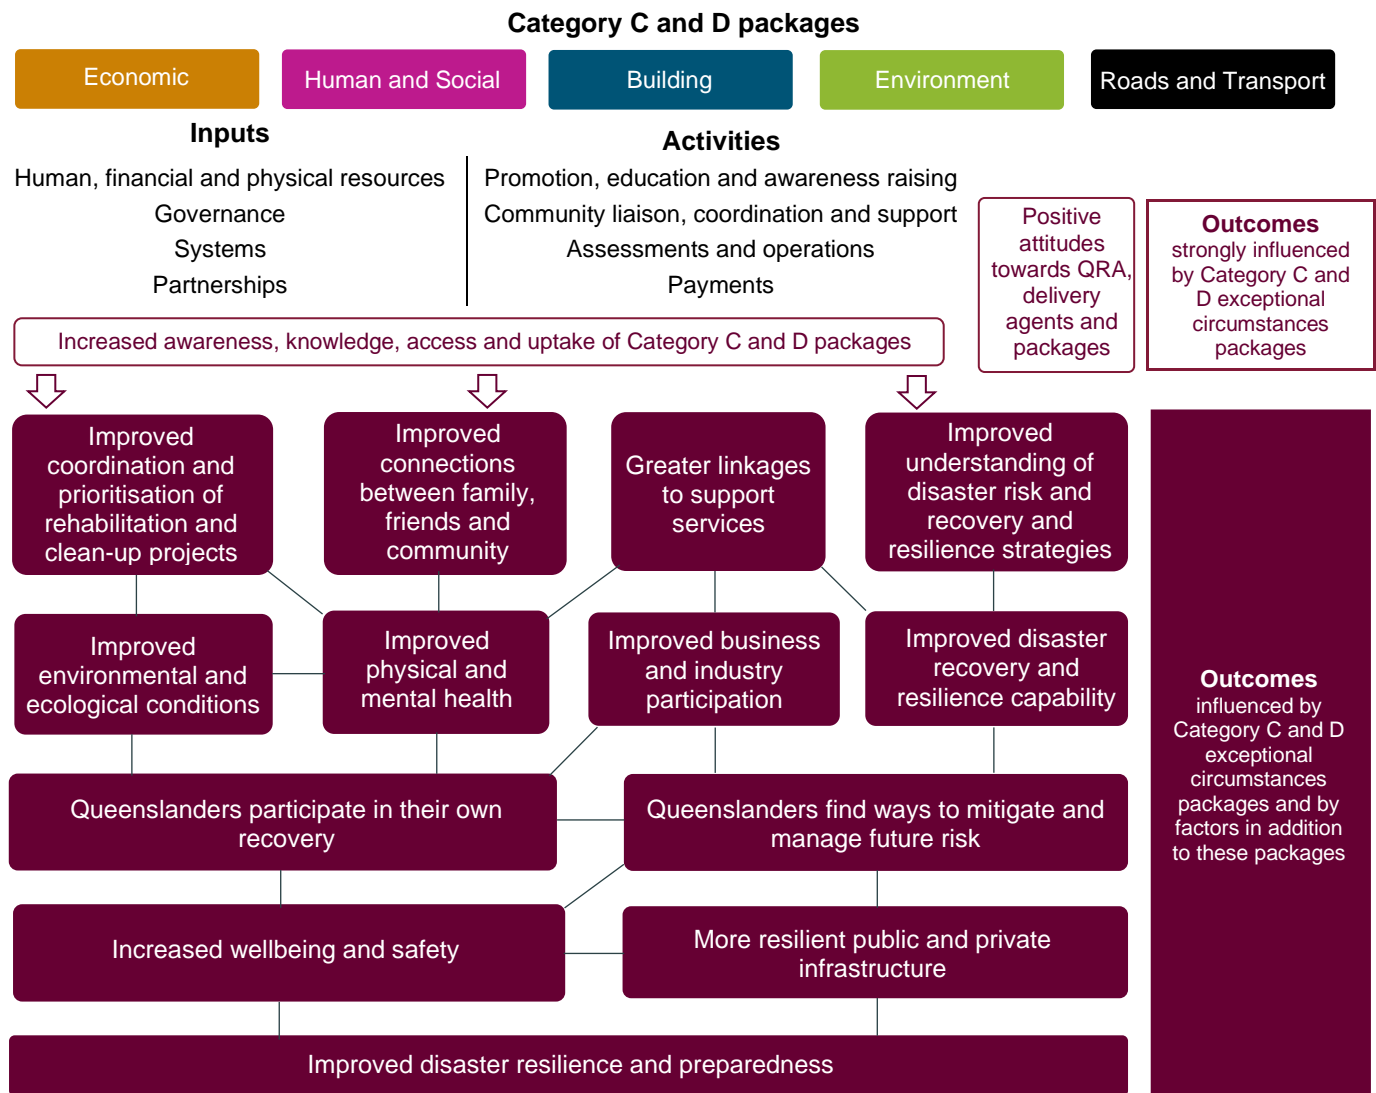 Category C and D packages
Economic
Human and Social
Building
Environment
Roads and Transport
Inputs
Human, financial and physical resources
Governance
Systems
Partnerships
Activities
Promotion, education and awareness raising
Community liaison, coordination and support
Assessments and operations
Payments
Positive
attitudes
towards QRA,
delivery
agents and
packages
Outcomes
strongly influenced
by Category C and
D exceptional
circumstances
packages
Increased awareness, knowledge, access and uptake of Category C and D packages
Improved
coordination and
prioritisation of
rehabilitation and
clean-up projects
Improved
connections
between family,
friends and
community
Greater linkages
to support
services
Improved
understanding of
disaster risk and
recovery and
resilience strategies
Improved
environmental and
ecological conditions
Improved
physical and
mental health
Improved business
and industry
participation
Improved disaster
recovery and
resilience capability
Outcomes
influenced by
Category C and D
exceptional
circumstances
packages and by
factors in addition
to these packages
Queenslanders participate in their own
recovery
Queenslanders find ways to mitigate and
manage future risk
Increased wellbeing and safety
More resilient public and private
infrastructure
Improved disaster resilience and preparedness